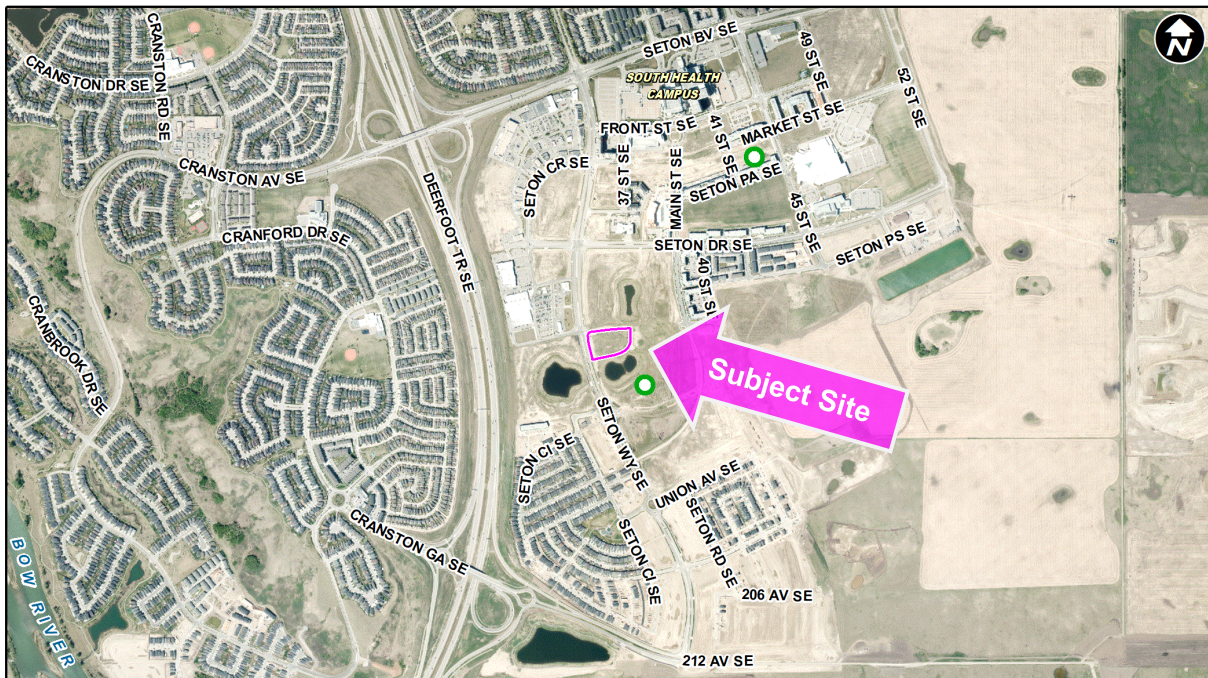 SETON BV SE
49 ST SE
N
CRANSTON DR SE
CRANSTON RD SE
SOUTH HEALTH
CAMPUS
52 ST SE
FRONT ST SE
41 ST SE
MARKET ST SE
CRANSTON AV SE
DEERFOOT TR SE
SETON CR SE
37 ST SE
MAIN ST SE
SETON PA SE
CRANFORD DR SE
SETON DR SE
45 ST SE
SETON PS SE
40 ST SE
CRANBROOK DR SE
Subject Site
SETON WY SE
SETON CI SE
UNION AV SE
SETON RD SE
CRANSTON GA SE
SETON CI SE
206 AV SE
BOW RIVER
212 AV SE